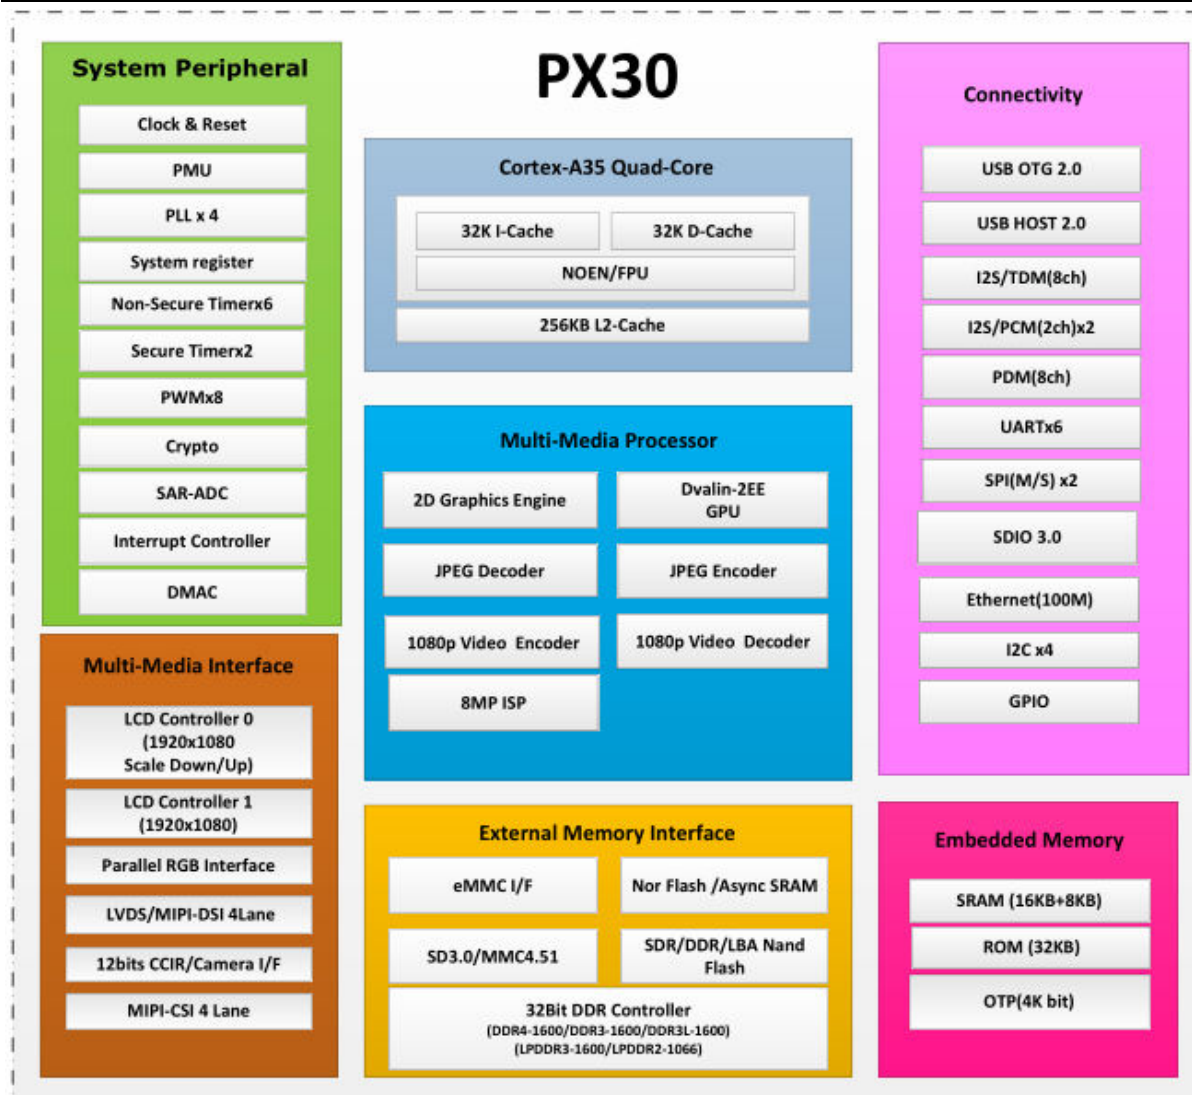 PX30
System Peripheral
Clock & Reset
PMU
PLL x 4
System register
Non-Secure Timerx6
Secure Timerx2
PWMx8
Crypto
SAR-ADC
Interrupt Controller
DMAC
Multi-Media Interface
LCD Controller 0
(1920x1080
Scale Down/Up)
LCD Controller 1
(1920x1080)
Parallel RGB Interface
LVDS/MIPI-DSI 4Lane
12bits CCIR/Camera I/F
MIPI-CSI 4 Lane
Cortex-A35 Quad-Core
32K I-Cache
32K D-Cache
NOEN/FPU
256KB L2-Cache
Multi-Media Processor
2D Graphics Engine
Dvalin-2EE
GPU
JPEG Decoder
JPEG Encoder
1080p Video Encoder
1080p Video Decoder
8MP ISP
External Memory Interface
eMMC I/F
Nor Flash /Async SRAM
SD3.0/MMC4.51
SDR/DDR/LBA Nand
Flash
32Bit DDR Controller
(DDR4-1600/DDR3-1600/DDR3L-1600)
(LPDDR3-1600/LPDDR2-1066)
Connectivity
USB OTG 2.0
USB HOST 2.0
I2S/TDM(8ch)
I2S/PCM(2ch)x2
PDM(8ch)
UARTx6
SPI(M/S) x2
SDIO 3.0
Ethernet(100M)
I2C x4
GPIO
Embedded Memory
SRAM (16KB+8KB)
ROM (32KB)
OTP(4K bit)